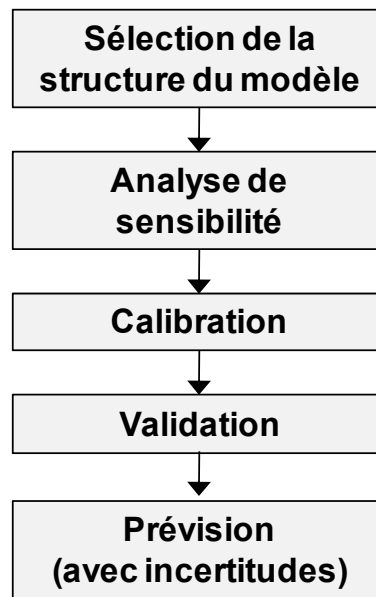 Sélection de la
structure du modèle
Analyse de
sensibilité
Calibration
Validation
Prévision
(avec incertitudes)